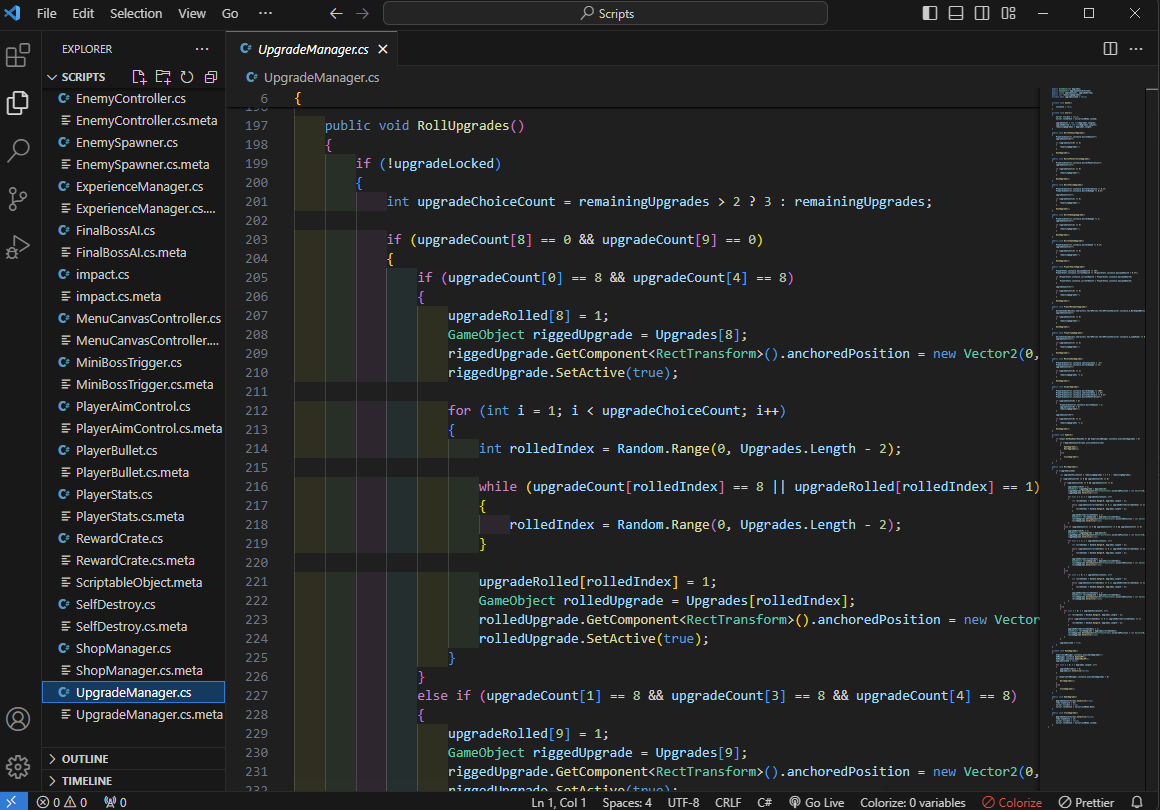 File Edit Selection View Go ··· Scripts
EXPLORER ···
UpgradeManager.cs
SCRIPTS
C# UpgradeManager.cs
EnemyController.cs
EnemyController.cs.meta
EnemySpawner.cs
EnemySpawner.cs.meta
ExperienceManager.cs
ExperienceManager.cs....
FinalBossAI.cs
FinalBossAI.cs.meta
impact.cs
impact.cs.meta
MenuCanvasController.cs
MenuCanvasController....
MiniBossTrigger.cs
MiniBossTrigger.cs.meta
PlayerAimControl.cs
PlayerAimControl.cs.meta
PlayerBullet.cs
PlayerBullet.cs.meta
PlayerStats.cs
PlayerStats.cs.meta
RewardCrate.cs
RewardCrate.cs.meta
ScriptableObject.meta
SelfDestroy.cs
SelfDestroy.cs.meta
ShopManager.cs
ShopManager.cs.meta
UpgradeManager.cs
UpgradeManager.cs.meta
OUTLINE
TIMELINE
6 {
196
197 public void RollUpgrades()
198 {
199 if (!upgradeLocked)
200 {
201 int upgradeChoiceCount = remainingUpgrades > 2 ? 3 : remainingUpgrades;
202
203 if (upgradeCount[8] == 0 && upgradeCount[9] == 0)
204 {
205 if (upgradeCount[0] == 8 && upgradeCount[4] == 8)
206 {
207 upgradeRolled[8] = 1;
208 GameObject riggedUpgrade = Upgrades[8];
209 riggedUpgrade.GetComponent<RectTransform>().anchoredPosition = new Vector2(0,
210 riggedUpgrade.SetActive(true);
211
212 for (int i = 1; i < upgradeChoiceCount; i++)
213 {
214 int rolledIndex = Random.Range(0, Upgrades.Length - 2);
215
216 while (upgradeCount[rolledIndex] == 8 || upgradeRolled[rolledIndex] == 1)
217 {
218 rolledIndex = Random.Range(0, Upgrades.Length - 2);
219 }
220
221 upgradeRolled[rolledIndex] = 1;
222 GameObject rolledUpgrade = Upgrades[rolledIndex];
223 rolledUpgrade.GetComponent<RectTransform>().anchoredPosition = new Vector
224 rolledUpgrade.SetActive(true);
225 }
226 }
227 else if (upgradeCount[1] == 8 && upgradeCount[3] == 8 && upgradeCount[4] == 8)
228 {
229 upgradeRolled[9] = 1;
230 GameObject riggedUpgrade = Upgrades[9];
231 riggedUpgrade.GetComponent<RectTransform>().anchoredPosition = new Vector2(0,
232 riggedUpgrade.SetActive(true);
0 0 0 Ln 1, Col 1 Spaces: 4 UTF-8 CRLF C# Go Live Colorize: 0 variables Colorize Prettier